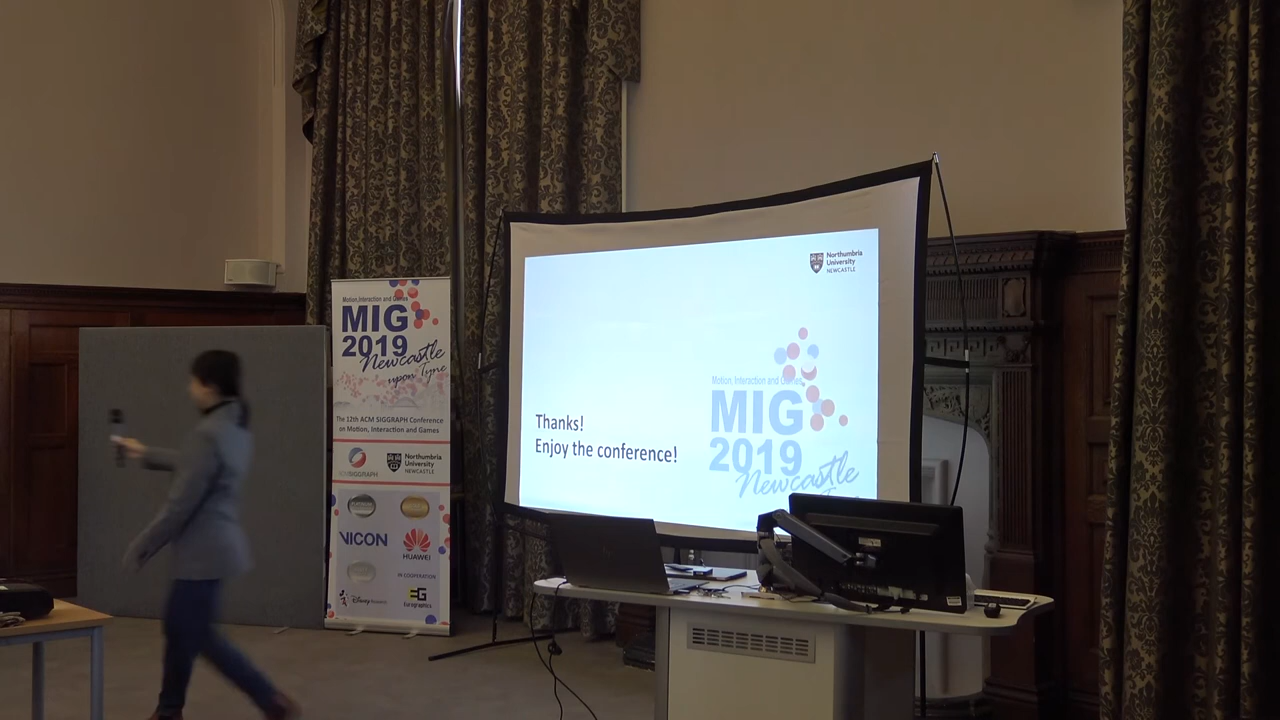 Motion, Interaction and Games
MIG
2019
Newcastle
upon Tyne
The 12th ACM SIGGRAPH Conference
on Motion, Interaction and Games
SIGGRAPH
Northumbria
University
NEWCASTLE
VICON
HUAWEI
IN COOPERATION
Disney
EG
Eurographics
Northumbria
University
NEWCASTLE
Thanks!
Enjoy the conference!
Motion, Interaction and Games
MIG
2019
Newcastle